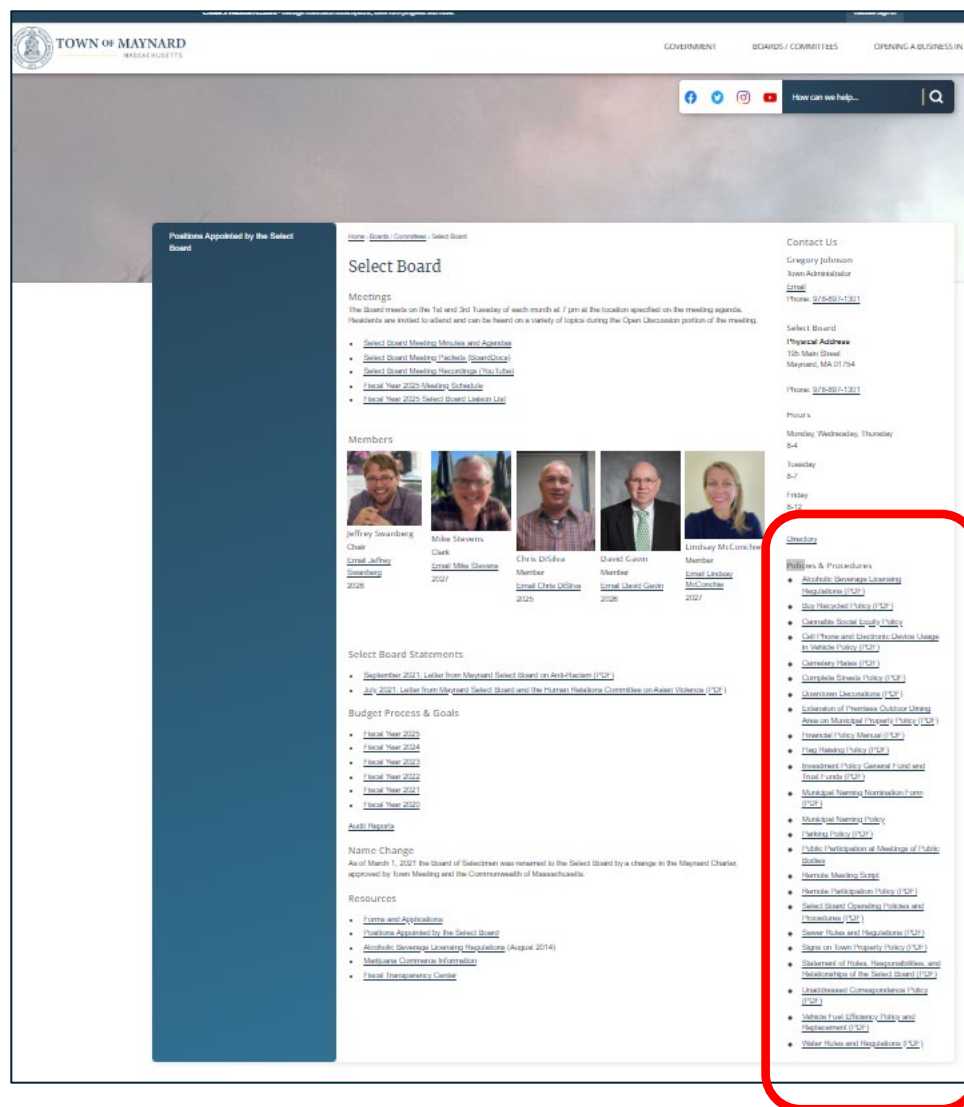 TOWN OF MAYNARD
MASSACHUSETTS
GOVERNMENT
BOARDS / COMMITTEES
OPENING A BUSINESS IN
How can we help...
Positions Appointed by the Select
Board
Home › Boards / Committees › Select Board
Select Board
Meetings
The Board meets on the 1st and 3rd Tuesday of each month at 7 pm at the location specified on the meeting agenda.
Residents are invited to attend and can be heard on a variety of topics during the Open Discussion portion of the meeting.
Select Board Meeting Minutes and Agendas
Select Board Meeting Packets (BoardDocs)
Select Board Meeting Recordings (YouTube)
Fiscal Year 2025 Meeting Schedule
Fiscal Year 2025 Select Board Liaison List
Members
Jeffrey Swanberg
Chair
Email Jeffrey
Swanberg
2026
Mike Stevens
Clerk
Email Mike Stevens
2027
Chris DiSilva
Member
Email Chris DiSilva
2025
David Gavin
Member
Email David Gavin
2026
Lindsay McConchie
Member
Email Lindsay
McConchie
2027
Select Board Statements
September 2021: Letter from Maynard Select Board on Anti-Racism (PDF)
July 2021: Letter from Maynard Select Board and the Human Relations Committee on Asian Violence (PDF)
Budget Process & Goals
Fiscal Year 2025
Fiscal Year 2024
Fiscal Year 2023
Fiscal Year 2022
Fiscal Year 2021
Fiscal Year 2020
Audit Reports
Name Change
As of March 1, 2021 the Board of Selectmen was renamed to the Select Board by a change in the Maynard Charter,
approved by Town Meeting and the Commonwealth of Massachusetts.
Resources
Forms and Applications
Positions Appointed by the Select Board
Alcoholic Beverage Licensing Regulations (August 2014)
Marijuana Commerce Information
Fiscal Transparency Center
Contact Us
Gregory Johnson
Town Administrator
Email
Phone: 978-897-1301
Select Board
Physical Address
195 Main Street
Maynard, MA 01754
Phone: 978-897-1301
Hours
Monday, Wednesday, Thursday
8-4
Tuesday
8-7
Friday
8-12
Directory
Policies & Procedures
Alcoholic Beverage Licensing
Regulations (PDF)
Buy Recycled Policy (PDF)
Cannabis Social Equity Policy
Cell Phone and Electronic Device Usage
in Vehicle Policy (PDF)
Cemetery Rates (PDF)
Complete Streets Policy (PDF)
Downtown Decorations (PDF)
Extension of Premises Outdoor Dining
Area on Municipal Property Policy (PDF)
Financial Policy Manual (PDF)
Flag Raising Policy (PDF)
Investment Policy General Fund and
Trust Funds (PDF)
Municipal Naming Nomination Form
(PDF)
Municipal Naming Policy
Parking Policy (PDF)
Public Participation at Meetings of Public
Bodies
Remote Meeting Script
Remote Participation Policy (PDF)
Select Board Operating Policies and
Procedures (PDF)
Sewer Rules and Regulations (PDF)
Signs on Town Property Policy (PDF)
Statement of Roles, Responsibilities, and
Relationships of the Select Board (PDF)
Unaddressed Correspondence Policy
(PDF)
Vehicle Fuel Efficiency Policy and
Replacement (PDF)
Water Rules and Regulations (PDF)